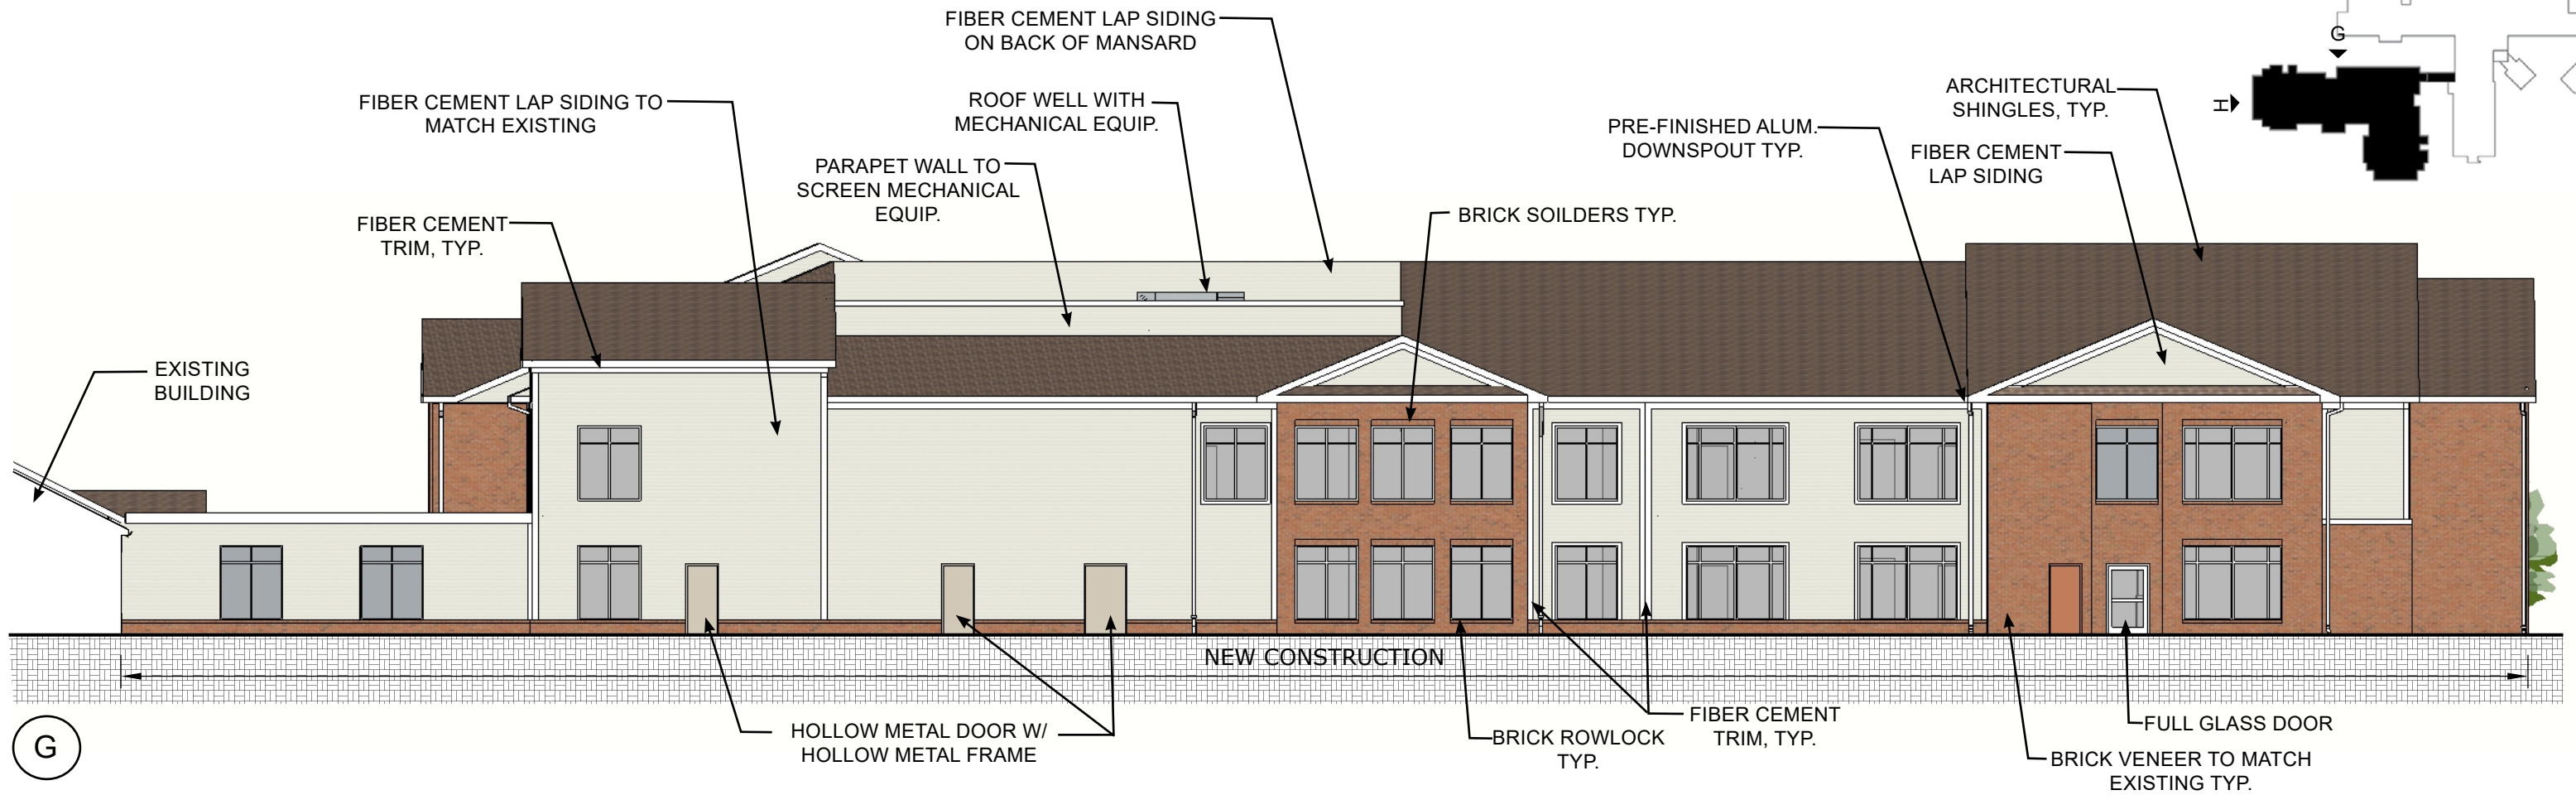 FIBER CEMENT LAP SIDING
ON BACK OF MANSARD
G
H
FIBER CEMENT LAP SIDING TO
MATCH EXISTING
ROOF WELL WITH
MECHANICAL EQUIP.
ARCHITECTURAL
SHINGLES, TYP.
PRE-FINISHED ALUM.
DOWNSPOUT TYP.
FIBER CEMENT
LAP SIDING
PARAPET WALL TO
SCREEN MECHANICAL
EQUIP.
FIBER CEMENT
TRIM, TYP.
BRICK SOILDERS TYP.
EXISTING
BUILDING
NEW CONSTRUCTION
G
HOLLOW METAL DOOR W/
HOLLOW METAL FRAME
BRICK ROWLOCK
TYP.
FIBER CEMENT
TRIM, TYP.
FULL GLASS DOOR
BRICK VENEER TO MATCH
EXISTING TYP.